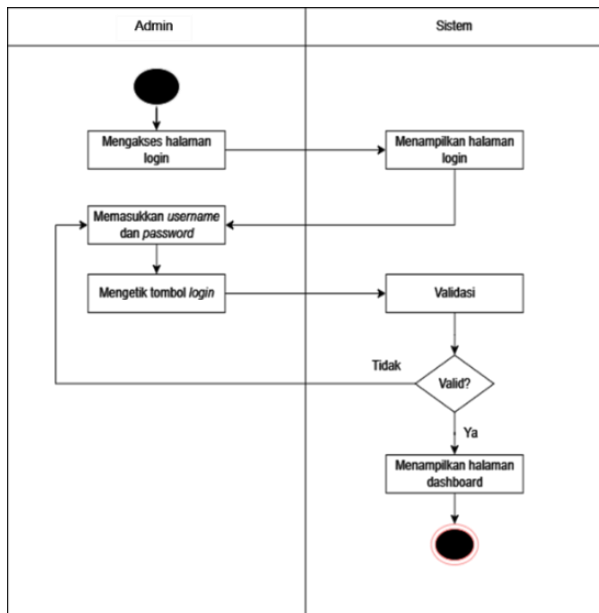 Admin
Sistem
Mengakses halaman
login
Menampilkan halaman
login
Memasukkan username
dan password
Mengetik tombol login
Validasi
Tidak
Valid?
Ya
Menampilkan halaman
dashboard